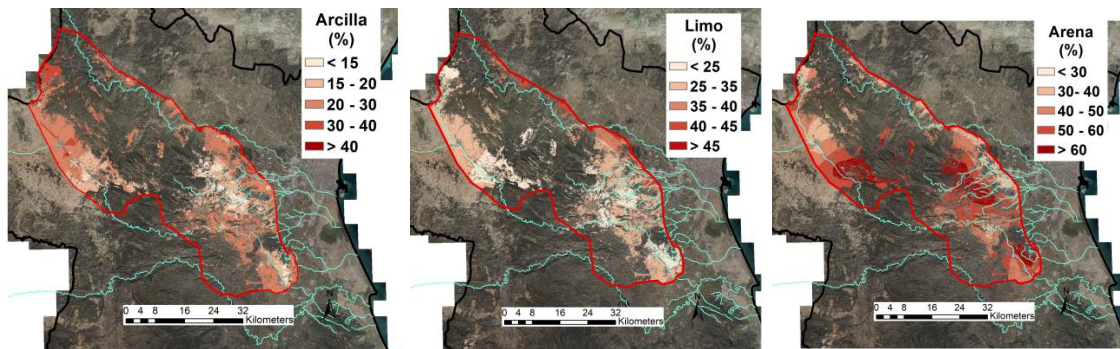 Arcilla
(%)
< 15
15 - 20
20 - 30
30 - 40
> 40
0 4 8 16 24 32
Kilometers
Limo
(%)
< 25
25 - 35
35 - 40
40 - 45
> 45
0 4 8 16 24 32
Kilometers
Arena
(%)
< 30
30 - 40
40 - 50
50 - 60
> 60
0 4 8 16 24 32
Kilometers